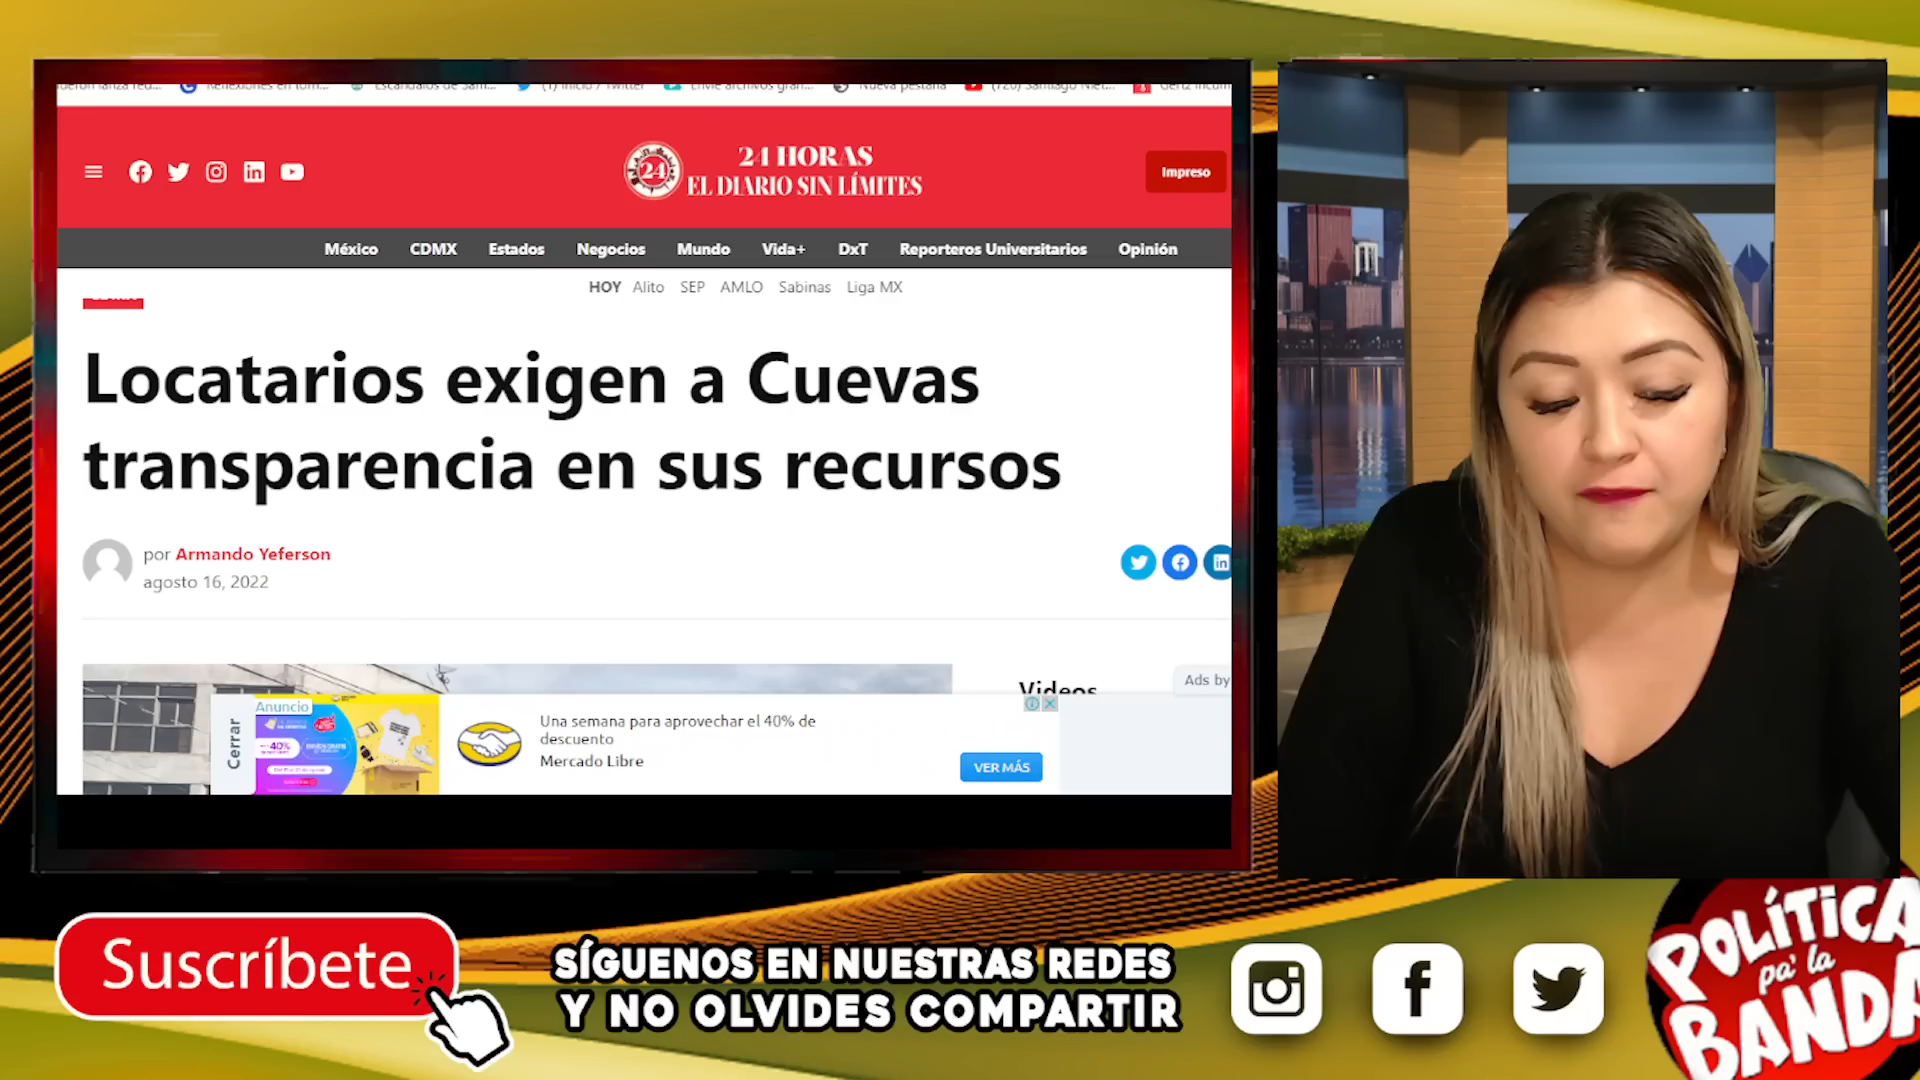 24 HORAS
EL DIARIO SIN LÍMITES
Impreso
México CDMX Estados Negocios Mundo Vida+ DxT Reporteros Universitarios Opinión
HOY Alito SEP AMLO Sabinas Liga MX
Locatarios exigen a Cuevas
transparencia en sus recursos
por Armando Yeferson
agosto 16, 2022
Videos
Ads by
Cerrar
Anuncio
Una semana para aprovechar el 40% de
descuento
Mercado Libre
VER MÁS
Suscríbete
SÍGUENOS EN NUESTRAS REDES
Y NO OLVIDES COMPARTIR
POLÍTICA
pa' la
BANDA